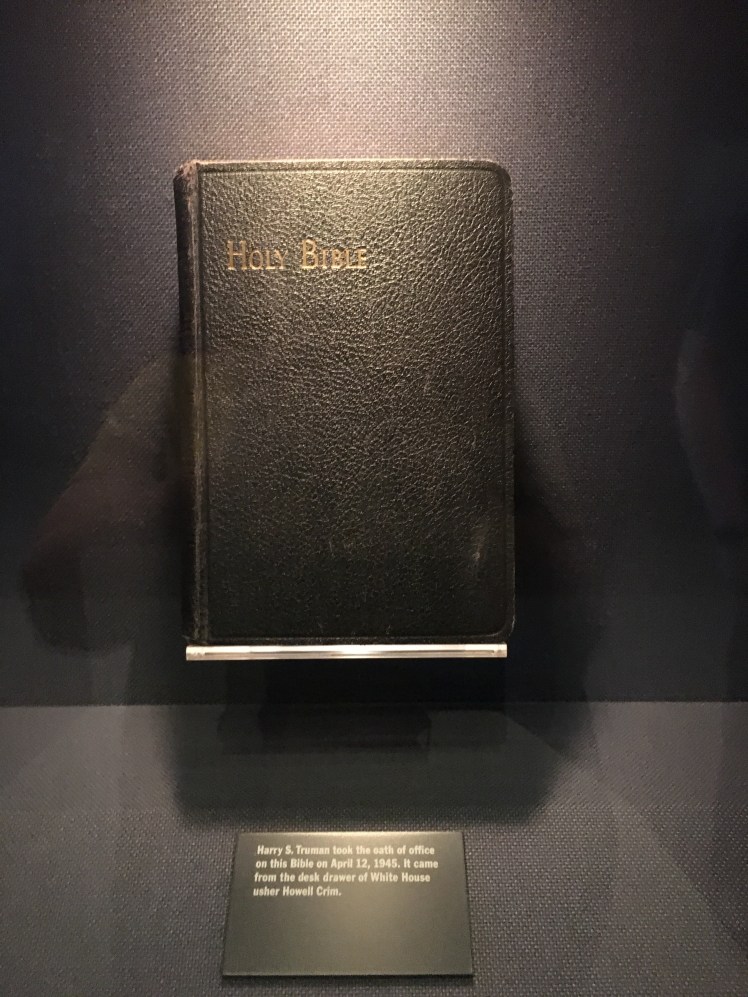 Holy Bible
Harry S. Truman took the oath of office
on this Bible on April 12, 1945. It came
from the desk drawer of White House
usher Howell Crim.